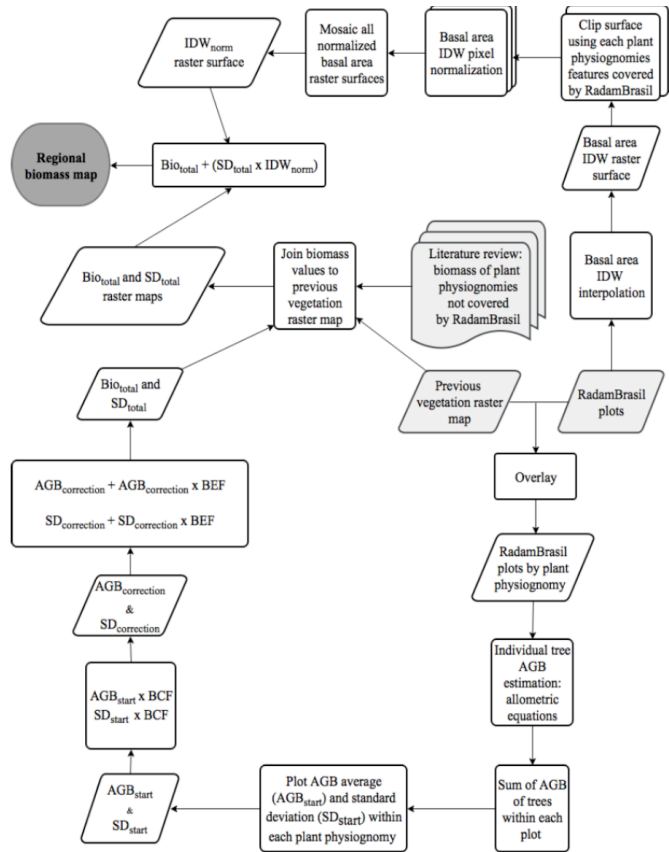 IDWnorm
raster surface
Mosaic all
normalized
basal area
raster surfaces
Basal area
IDW pixel
normalization
Clip surface
using each plant
physiognomies
features covered
by RadamBrasil
Regional
biomass map
Biototal + (SDtotal x IDWnorm)
Basal area
IDW raster
surface
Biototal and SDtotal
raster maps
Join biomass
values to
previous
vegetation
raster map
Literature review:
biomass of plant
physiognomies
not covered
by RadamBrasil
Basal area
IDW
interpolation
Biototal and
SDtotal
Previous
vegetation raster
map
RadamBrasil
plots
AGBcorrection + AGBcorrection x BEF
SDcorrection + SDcorrection x BEF
Overlay
RadamBrasil
plots by plant
physiognomy
AGBcorrection
&
SDcorrection
Individual tree
AGB
estimation:
allometric
equations
AGBstart x BCF
SDstart x BCF
AGBstart
&
SDstart
Plot AGB average
(AGBstart) and standard
deviation (SDstart) within
each plant physiognomy
Sum of AGB
of trees
within each
plot